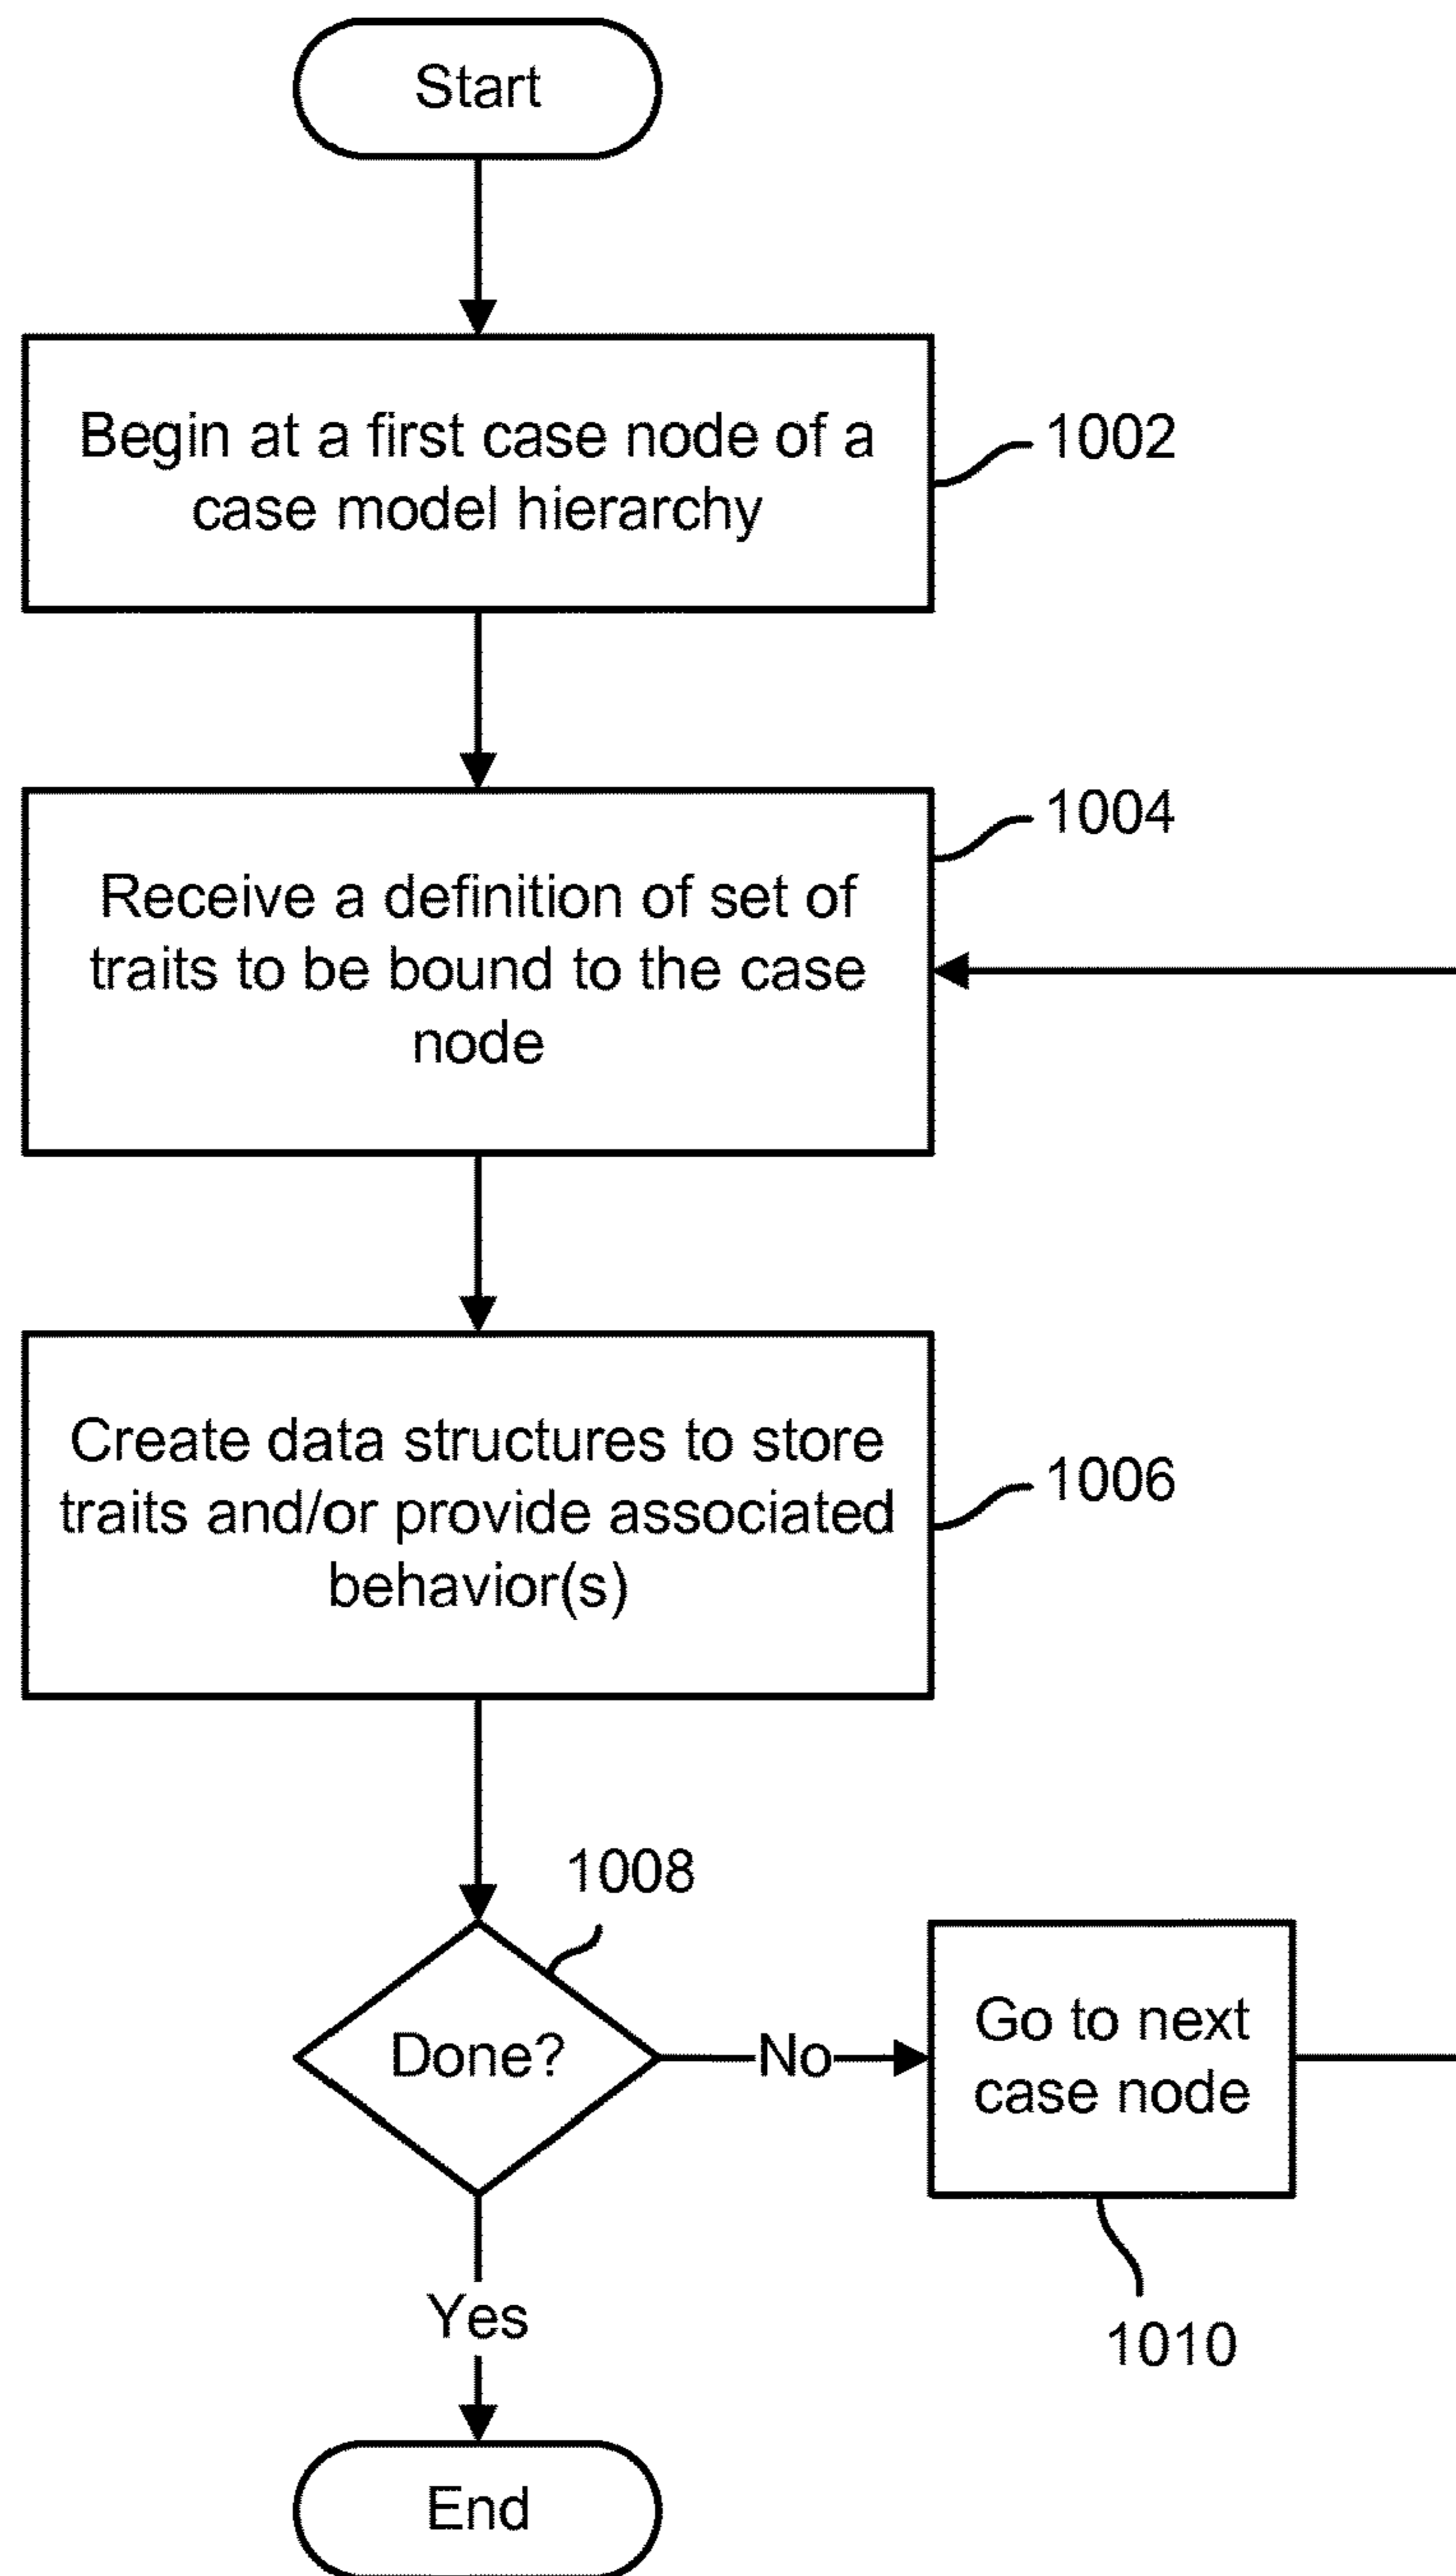 Start
Begin at a first case node of a
case model hierarchy
1002
1004
Receive a definition of set of
traits to be bound to the case
node
Create data structures to store
traits and/or provide associated
behavior(s)
1006
1008
Done?
No
Go to next
case node
Yes
1010
End